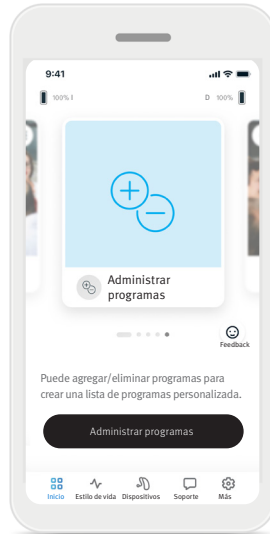 9:41
100% I
D 100%
Administrar
programas
Feedback
Puede agregar/eliminar programas para
crear una lista de programas personalizada.
Administrar programas
Inicio Estilo de vida Dispositivos Soporte Más